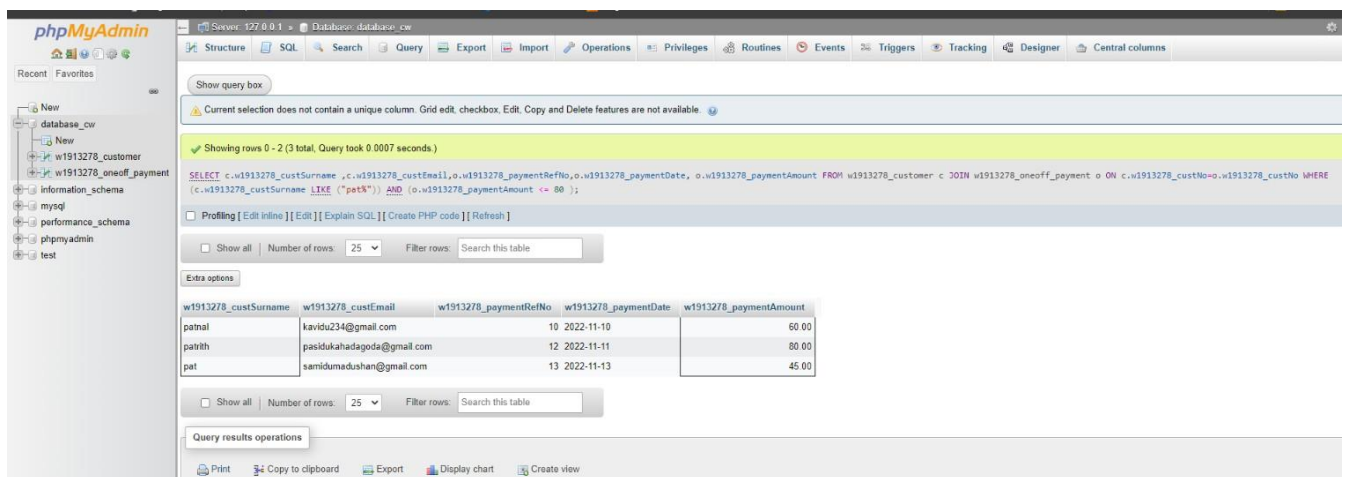 phpMyAdmin
Recent Favorites
New
database_cw
New
w1913278_customer
w1913278_oneoff_payment
information_schema
mysql
performance_schema
phpmyadmin
test
Server: 127.0.0.1 » Database: database_cw
Structure SQL Search Query Export Import Operations Privileges Routines Events Triggers Tracking Designer Central columns
Show query box
Current selection does not contain a unique column. Grid edit, checkbox, Edit, Copy and Delete features are not available.
Showing rows 0 - 2 (3 total, Query took 0.0007 seconds.)
SELECT c.w1913278_custSurname ,c.w1913278_custEmail,o.w1913278_paymentRefNo,o.w1913278_paymentDate, o.w1913278_paymentAmount FROM w1913278_customer c JOIN w1913278_oneoff_payment o ON c.w1913278_custNo=o.w1913278_custNo WHERE
(c.w1913278_custSurname LIKE ("pat%")) AND (o.w1913278_paymentAmount <= 80 );
Profiling [ Edit inline ] [ Edit ] [ Explain SQL ] [ Create PHP code ] [ Refresh ]
Show all | Number of rows: 25 Filter rows: Search this table
Extra options
w1913278_custSurname w1913278_custEmail w1913278_paymentRefNo w1913278_paymentDate w1913278_paymentAmount
patnal kavidu234@gmail.com 10 2022-11-10 60.00
patrith pasidukahadagoda@gmail.com 12 2022-11-11 80.00
pat samidumadushan@gmail.com 13 2022-11-13 45.00
Show all | Number of rows: 25 Filter rows: Search this table
Query results operations
Print Copy to clipboard Export Display chart Create view